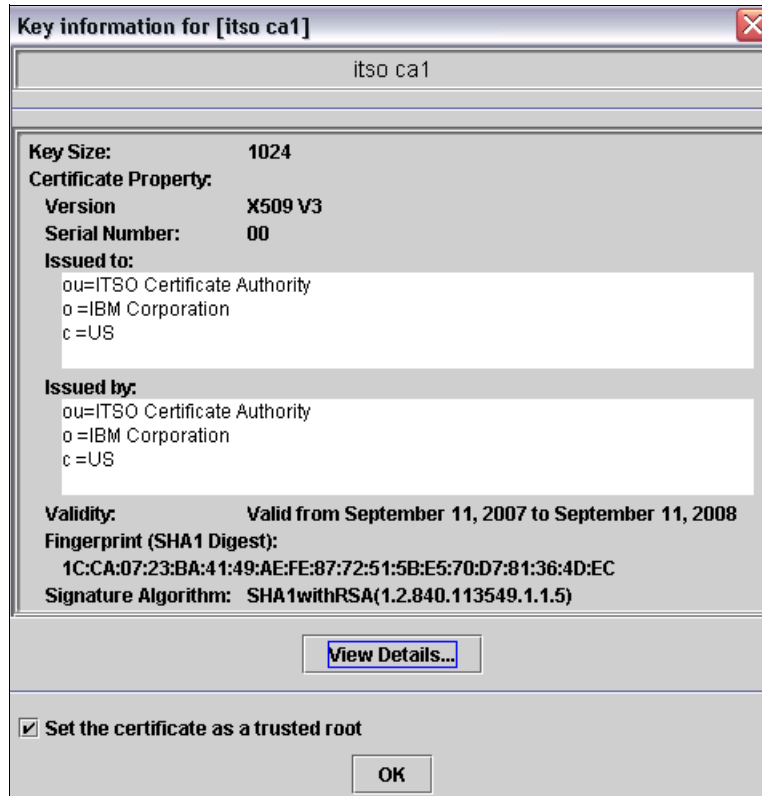 Key information for [itso ca1]
itso ca1
Key Size: 1024
Certificate Property:
Version X509 V3
Serial Number: 00
Issued to:
ou=ITSO Certificate Authority
o =IBM Corporation
c =US
Issued by:
ou=ITSO Certificate Authority
o =IBM Corporation
c =US
Validity: Valid from September 11, 2007 to September 11, 2008
Fingerprint (SHA1 Digest):
1C:CA:07:23:BA:41:49:AE:FE:87:72:51:5B:E5:70:D7:81:36:4D:EC
Signature Algorithm: SHA1withRSA(1.2.840.113549.1.1.5)
View Details...
Set the certificate as a trusted root
OK